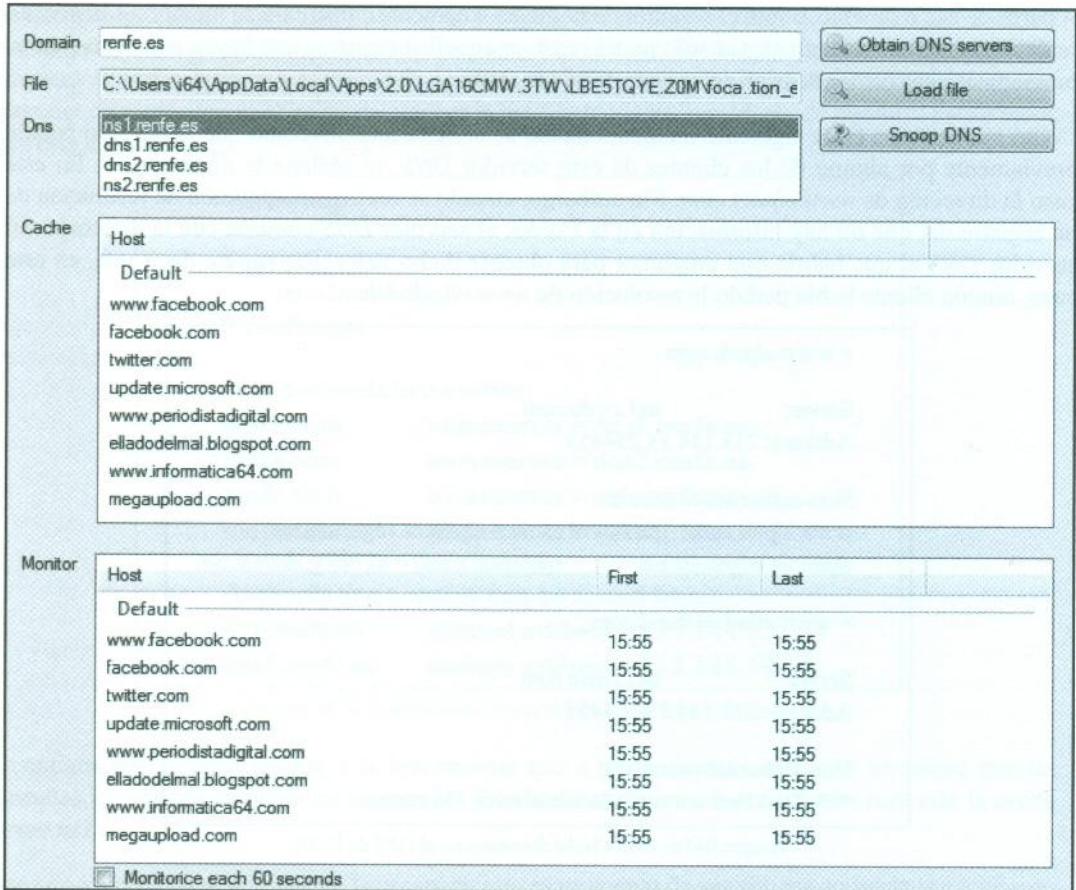 Domain renfe.es Obtain DNS servers
File C:\Users\i64\AppData\Local\Apps\2.0\LGA16CMW.3TW\LBE5TQYE.Z0M\foca..tion_e Load file
Dns ns1.renfe.es Snoop DNS
dns1.renfe.es
dns2.renfe.es
ns2.renfe.es
Cache Host
Default
www.facebook.com
facebook.com
twitter.com
update.microsoft.com
www.periodistadigital.com
elladodelmal.blogspot.com
www.informatica64.com
megaupload.com
Monitor Host First Last
Default
www.facebook.com 15:55 15:55
facebook.com 15:55 15:55
twitter.com 15:55 15:55
update.microsoft.com 15:55 15:55
www.periodistadigital.com 15:55 15:55
elladodelmal.blogspot.com 15:55 15:55
www.informatica64.com 15:55 15:55
megaupload.com 15:55 15:55
Monitorice each 60 seconds